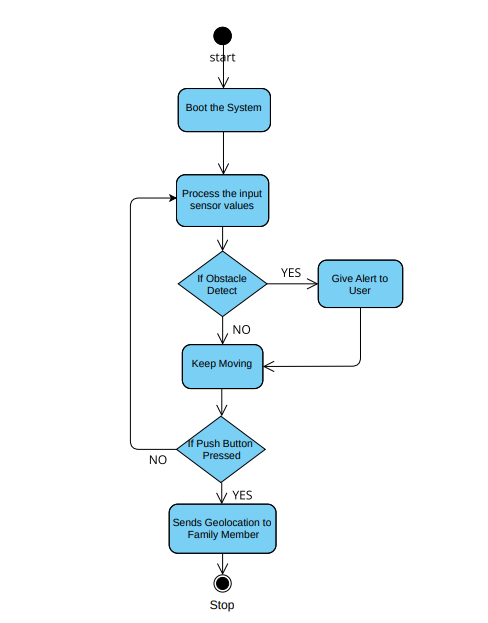 start
Boot the System
Process the input
sensor values
If Obstacle
Detect
YES
Give Alert to
User
NO
Keep Moving
If Push Button
Pressed
NO
YES
Sends Geolocation to
Family Member
Stop